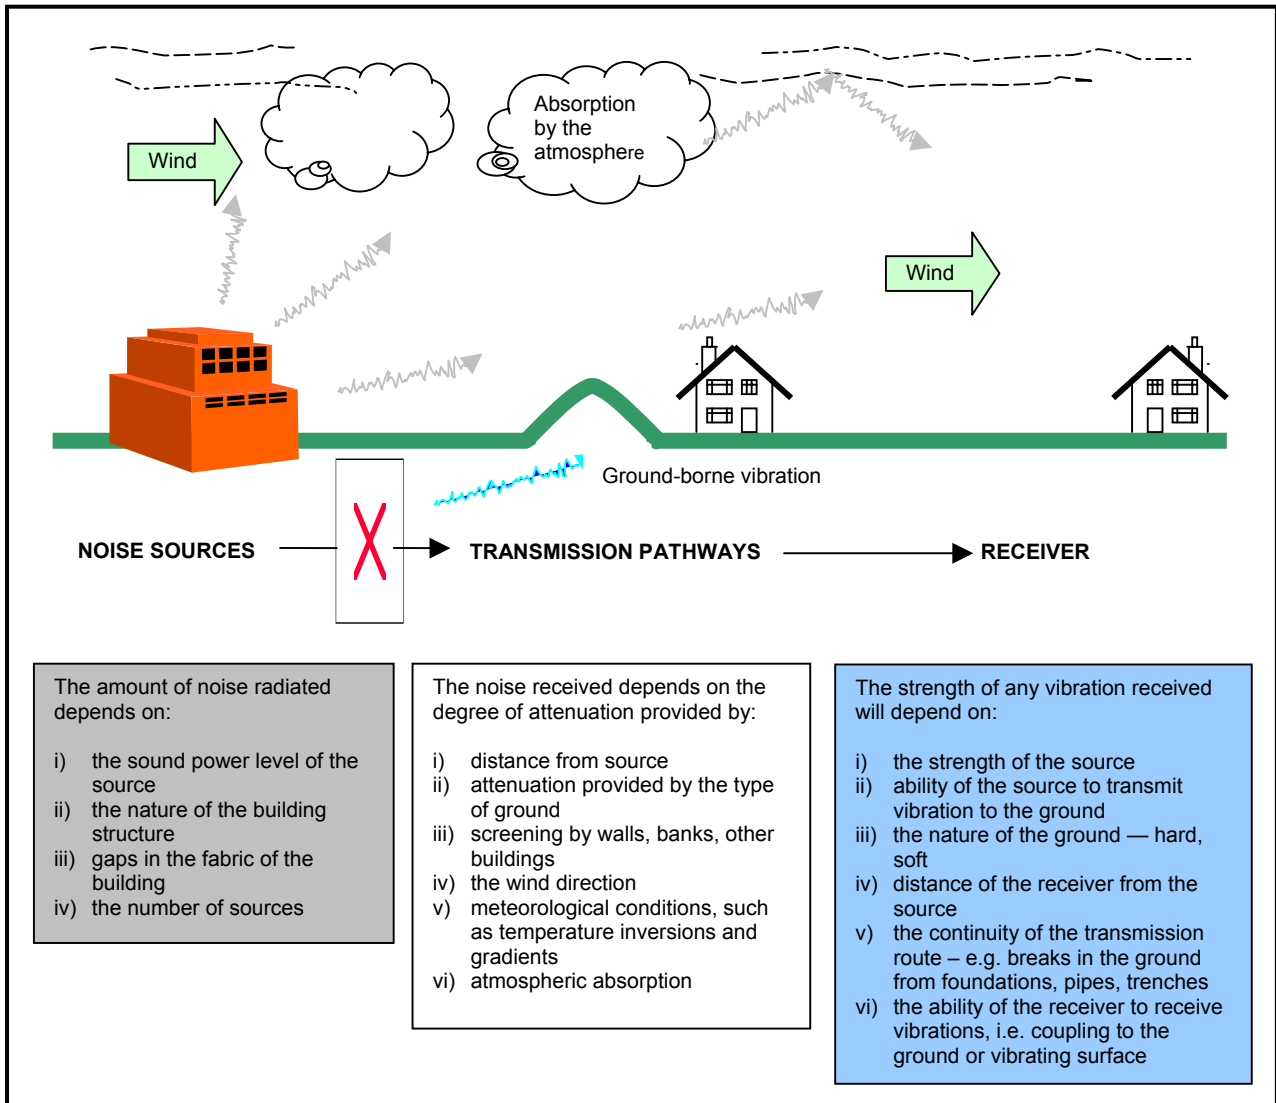 Absorption
by the
atmosphere
Wind
Wind
Ground-borne vibration
NOISE SOURCES
TRANSMISSION PATHWAYS
RECEIVER
The amount of noise radiated
depends on:
i) the sound power level of the
source
ii) the nature of the building
structure
iii) gaps in the fabric of the
building
iv) the number of sources
The noise received depends on the
degree of attenuation provided by:
i) distance from source
ii) attenuation provided by the type
of ground
iii) screening by walls, banks, other
buildings
iv) the wind direction
v) meteorological conditions, such
as temperature inversions and
gradients
vi) atmospheric absorption
The strength of any vibration received
will depend on:
i) the strength of the source
ii) ability of the source to transmit
vibration to the ground
iii) the nature of the ground — hard,
soft
iv) distance of the receiver from the
source
v) the continuity of the transmission
route – e.g. breaks in the ground
from foundations, pipes, trenches
vi) the ability of the receiver to receive
vibrations, i.e. coupling to the
ground or vibrating surface